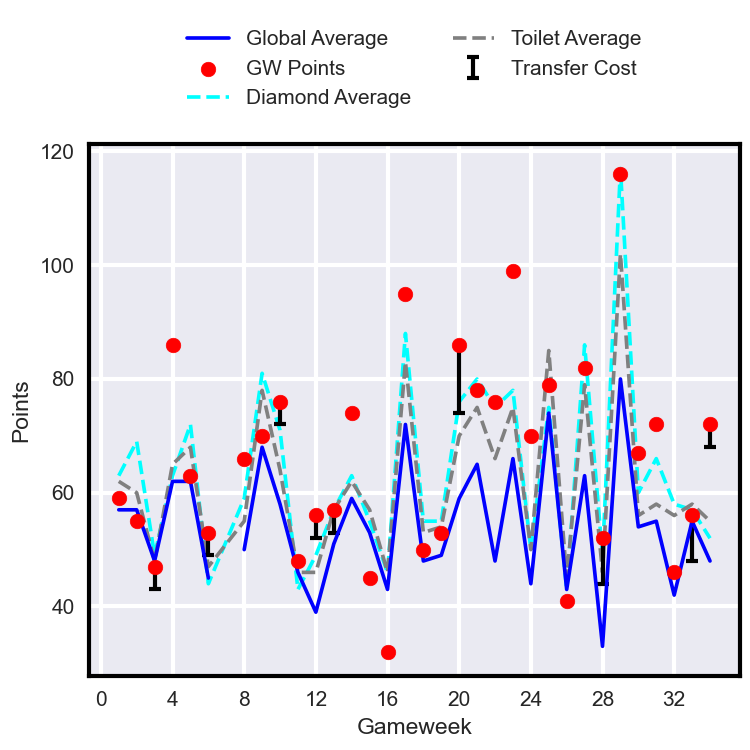 Global Average
GW Points
Diamond Average
Toilet Average
Transfer Cost
120
100
80
60
40
Points
0 4 8 12 16 20 24 28 32
Gameweek